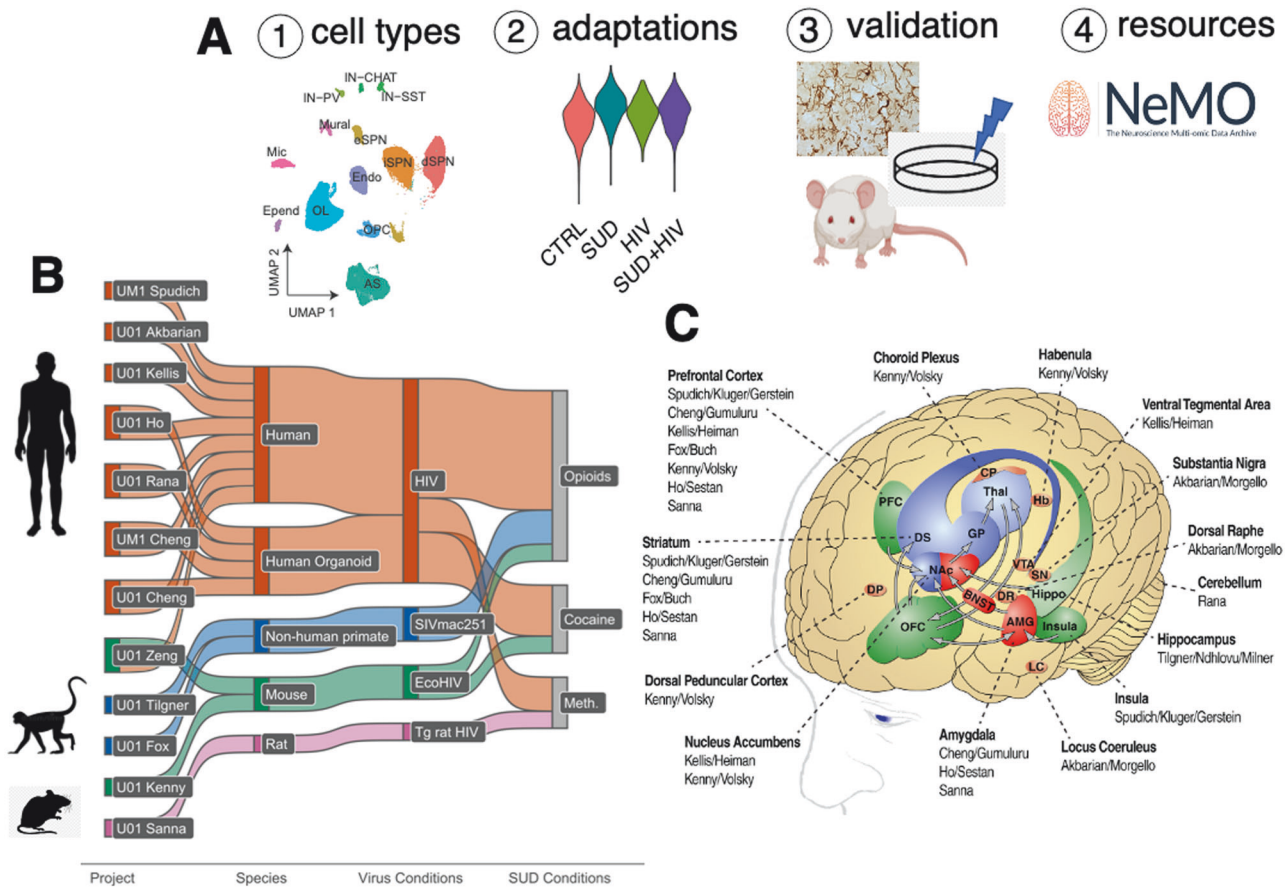 A
1 cell types
2 adaptations
3 validation
4 resources
IN-CHAT
IN-PV
IN-SST
Mural
eSPN
Mic
iSPN
dSPN
Endo
OL
Epend
OPC
AS
UMAP 2
UMAP 1
CTRL
SUD
HIV
SUD+HIV
NeMO
The Neuroscience Multi-omic Data Archive
B
UM1 Spudich
U01 Akbarian
U01 Kellis
U01 Ho
U01 Rana
UM1 Cheng
U01 Cheng
U01 Zeng
U01 Tilgner
U01 Fox
U01 Kenny
U01 Sanna
Human
Human Organoid
Non-human primate
Mouse
Rat
HIV
SIVmac251
EcoHIV
Tg rat HIV
Opioids
Cocaine
Meth.
Project
Species
Virus Conditions
SUD Conditions
C
Prefrontal Cortex
Spudich/Kluger/Gerstein
Cheng/Gumuluru
Kellis/Heiman
Fox/Buch
Kenny/Volsky
Ho/Sestan
Sanna
Striatum
Spudich/Kluger/Gerstein
Cheng/Gumuluru
Fox/Buch
Ho/Sestan
Sanna
Dorsal Peduncular Cortex
Kenny/Volsky
Nucleus Accumbens
Kellis/Heiman
Kenny/Volsky
Choroid Plexus
Kenny/Volsky
Habenula
Kenny/Volsky
Ventral Tegmental Area
Kellis/Heiman
Substantia Nigra
Akbarian/Morgello
Dorsal Raphe
Akbarian/Morgello
Cerebellum
Rana
Hippocampus
Tilgner/Ndhlovu/Milner
Insula
Spudich/Kluger/Gerstein
Locus Coeruleus
Akbarian/Morgello
Amygdala
Cheng/Gumuluru
Ho/Sestan
Sanna
CP
PFC
Thal
Hb
DS
GP
NAc
VTA
SN
DP
BNST
DR
Hippo
OFC
AMG
Insula
LC